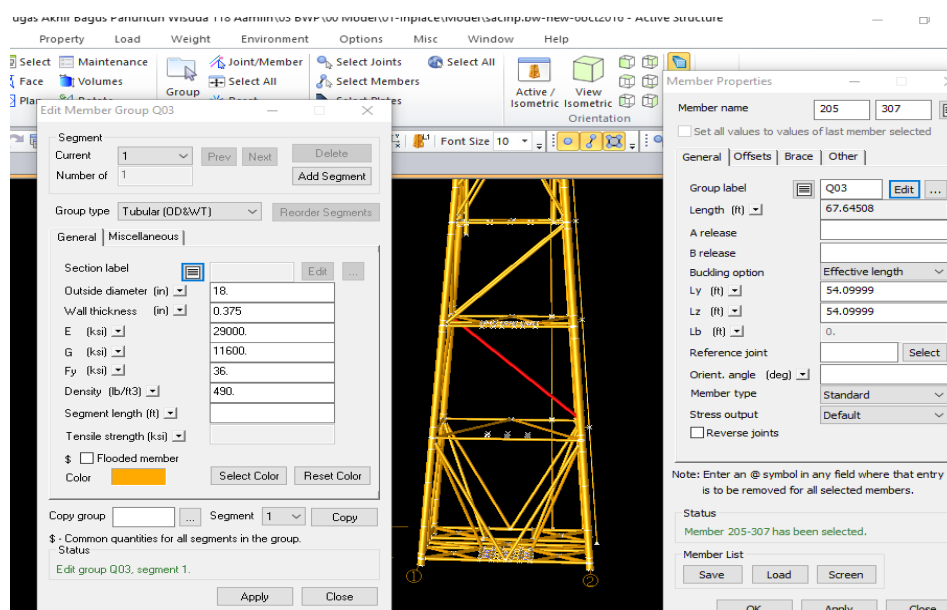 ugas Akhir Bagus Panuntun Wisuda 118 Aamiin\03 BWP\00 Model\01-Inplace\Model\sacinp.bw-new-6oct2016 - Active Structure
Property Load Weight Environment Options Misc Window Help
Select Maintenance Joint/Member Select Joints Select All
Face Volumes Group Select All Select Members Active / Isometric View Isometric
Orientation
Font Size 10
Edit Member Group Q03
Segment
Current 1 Prev Next Delete
Number of 1 Add Segment
Group type Tubular (OD&WT) Reorder Segments
General Miscellaneous
Section label Edit ...
Outside diameter (in) 18.
Wall thickness (in) 0.375
E (ksi) 29000.
G (ksi) 11600.
Fy (ksi) 36.
Density (lb/ft3) 490.
Segment length (ft)
Tensile strength (ksi)
$ Flooded member
Color Select Color Reset Color
Copy group ... Segment 1 Copy
$ - Common quantities for all segments in the group.
Status
Edit group Q03, segment 1.
Apply Close
1 2
Member Properties
Member name 205 307
Set all values to values of last member selected
General Offsets Brace Other
Group label Q03 Edit ...
Length (ft) 67.64508
A release
B release
Buckling option Effective length
Ly (ft) 54.09999
Lz (ft) 54.09999
Lb (ft) 0.
Reference joint Select
Orient. angle (deg)
Member type Standard
Stress output Default
Reverse joints
Note: Enter an @ symbol in any field where that entry
is to be removed for all selected members.
Status
Member 205-307 has been selected.
Member List
Save Load Screen
OK Apply Close